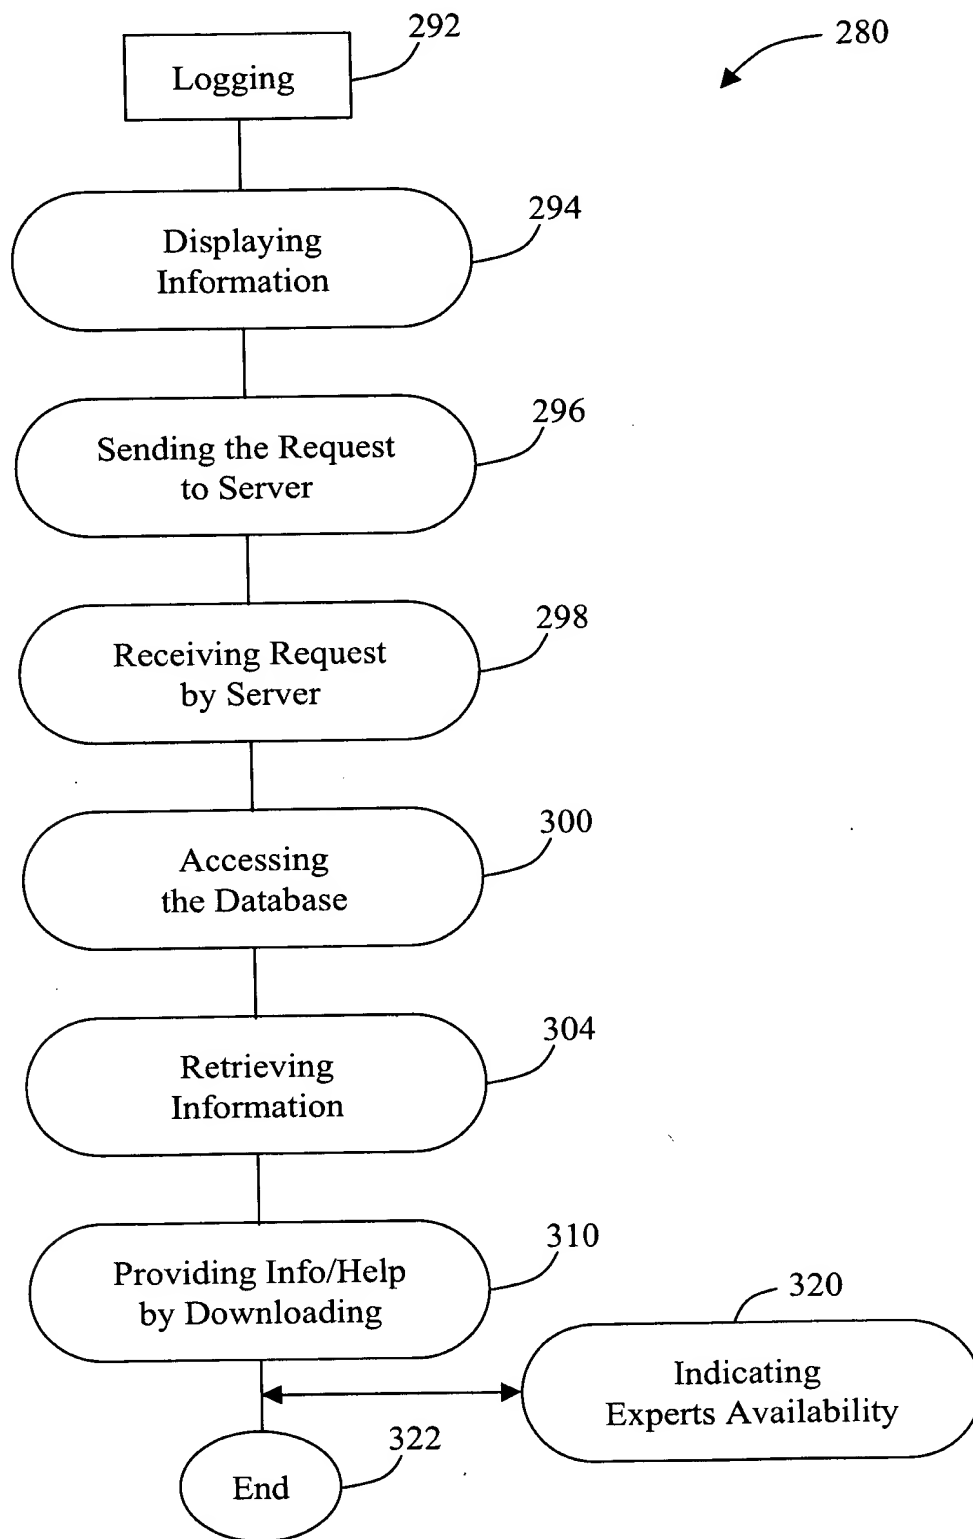 292
280
Logging
294
Displaying
Information
296
Sending the Request
to Server
298
Receiving Request
by Server
300
Accessing
the Database
304
Retrieving
Information
310
Providing Info/Help
by Downloading
320
Indicating
Experts Availability
322
End